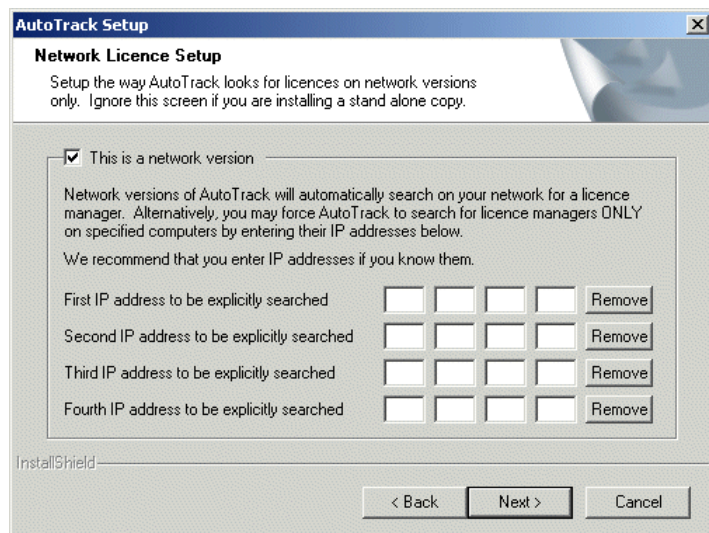 AutoTrack Setup
Network Licence Setup
Setup the way AutoTrack looks for licences on network versions
only. Ignore this screen if you are installing a stand alone copy.
This is a network version
Network versions of AutoTrack will automatically search on your network for a licence
manager. Alternatively, you may force AutoTrack to search for licence managers ONLY
on specified computers by entering their IP addresses below.
We recommend that you enter IP addresses if you know them.
First IP address to be explicitly searched Remove
Second IP address to be explicitly searched Remove
Third IP address to be explicitly searched Remove
Fourth IP address to be explicitly searched Remove
InstallShield
< Back Next > Cancel